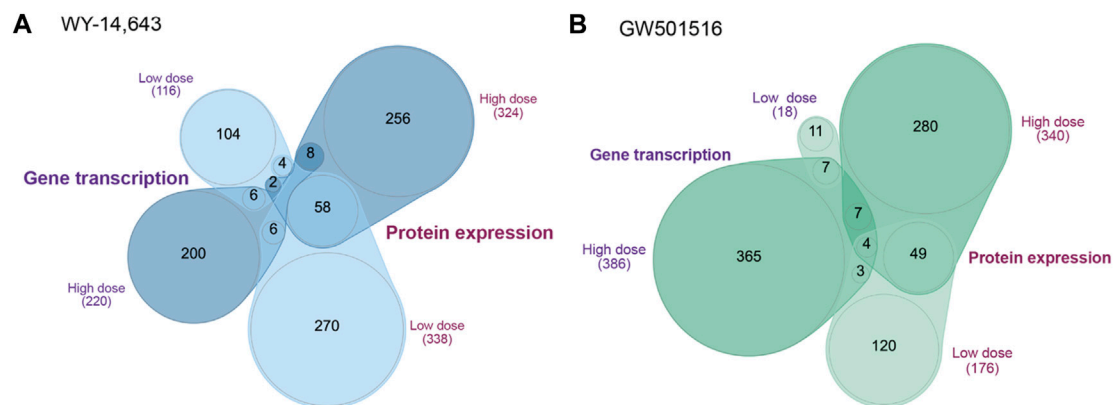 A WY-14,643
Low dose
(116)
104
256
High dose
(324)
8
4
2
6
Gene transcription
58
6
Protein expression
200
High dose
(220)
270
Low dose
(338)
B GW501516
Low dose
(18)
11
280
High dose
(340)
Gene transcription
7
7
High dose
(386)
365
4
3
49
Protein expression
120
Low dose
(176)